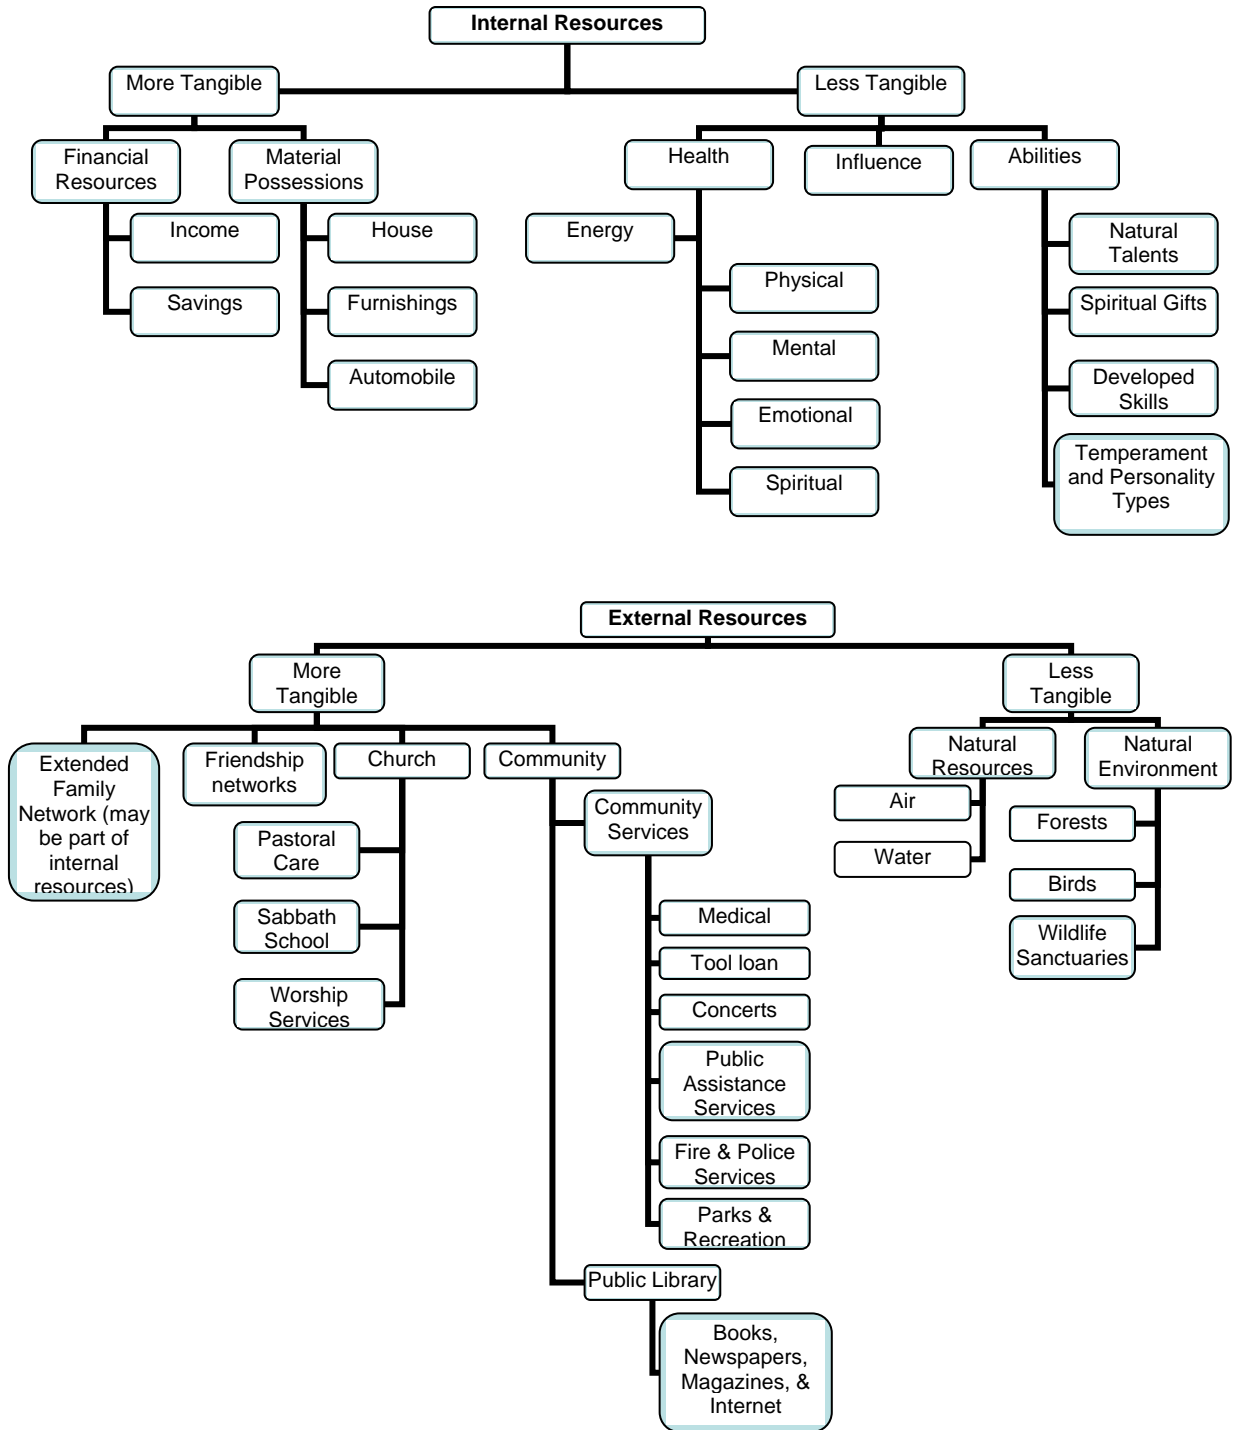 Internal Resources
More Tangible
Less Tangible
Financial
Resources
Material
Possessions
Health
Influence
Abilities
Income
House
Energy
Natural
Talents
Physical
Savings
Furnishings
Spiritual Gifts
Mental
Automobile
Developed
Skills
Emotional
Temperament
and Personality
Types
Spiritual
External Resources
More
Tangible
Less
Tangible
Extended
Family
Network (may
be part of
internal
resources)
Friendship
networks
Church
Community
Natural
Resources
Natural
Environment
Pastoral
Care
Sabbath
School
Worship
Services
Community
Services
Air
Water
Forests
Birds
Wildlife
Sanctuaries
Medical
Tool loan
Concerts
Public
Assistance
Services
Fire & Police
Services
Parks &
Recreation
Public Library
Books,
Newspapers,
Magazines, &
Internet